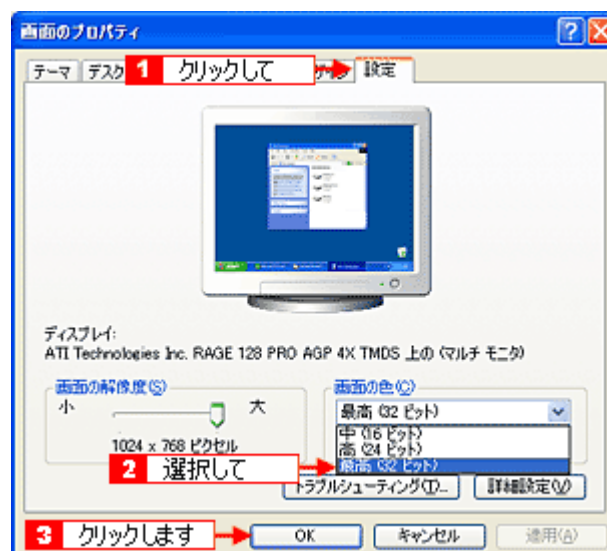 画面のプロパティ
テーマ デスク 1 クリックして 設定
ディスプレイ:
ATI Technologies Inc. RAGE 128 PRO AGP 4X TMDS 上の (マルチ モニタ)
画面の解像度(S)
小 大
1024 x 768 ピクセル
画面の色(C)
最高 (32 ビット)
中 (16 ビット)
高 (24 ビット)
最高 (32 ビット)
2 選択して
トラブルシューティング(T)... 詳細設定(V)
3 クリックします OK キャンセル 適用(A)